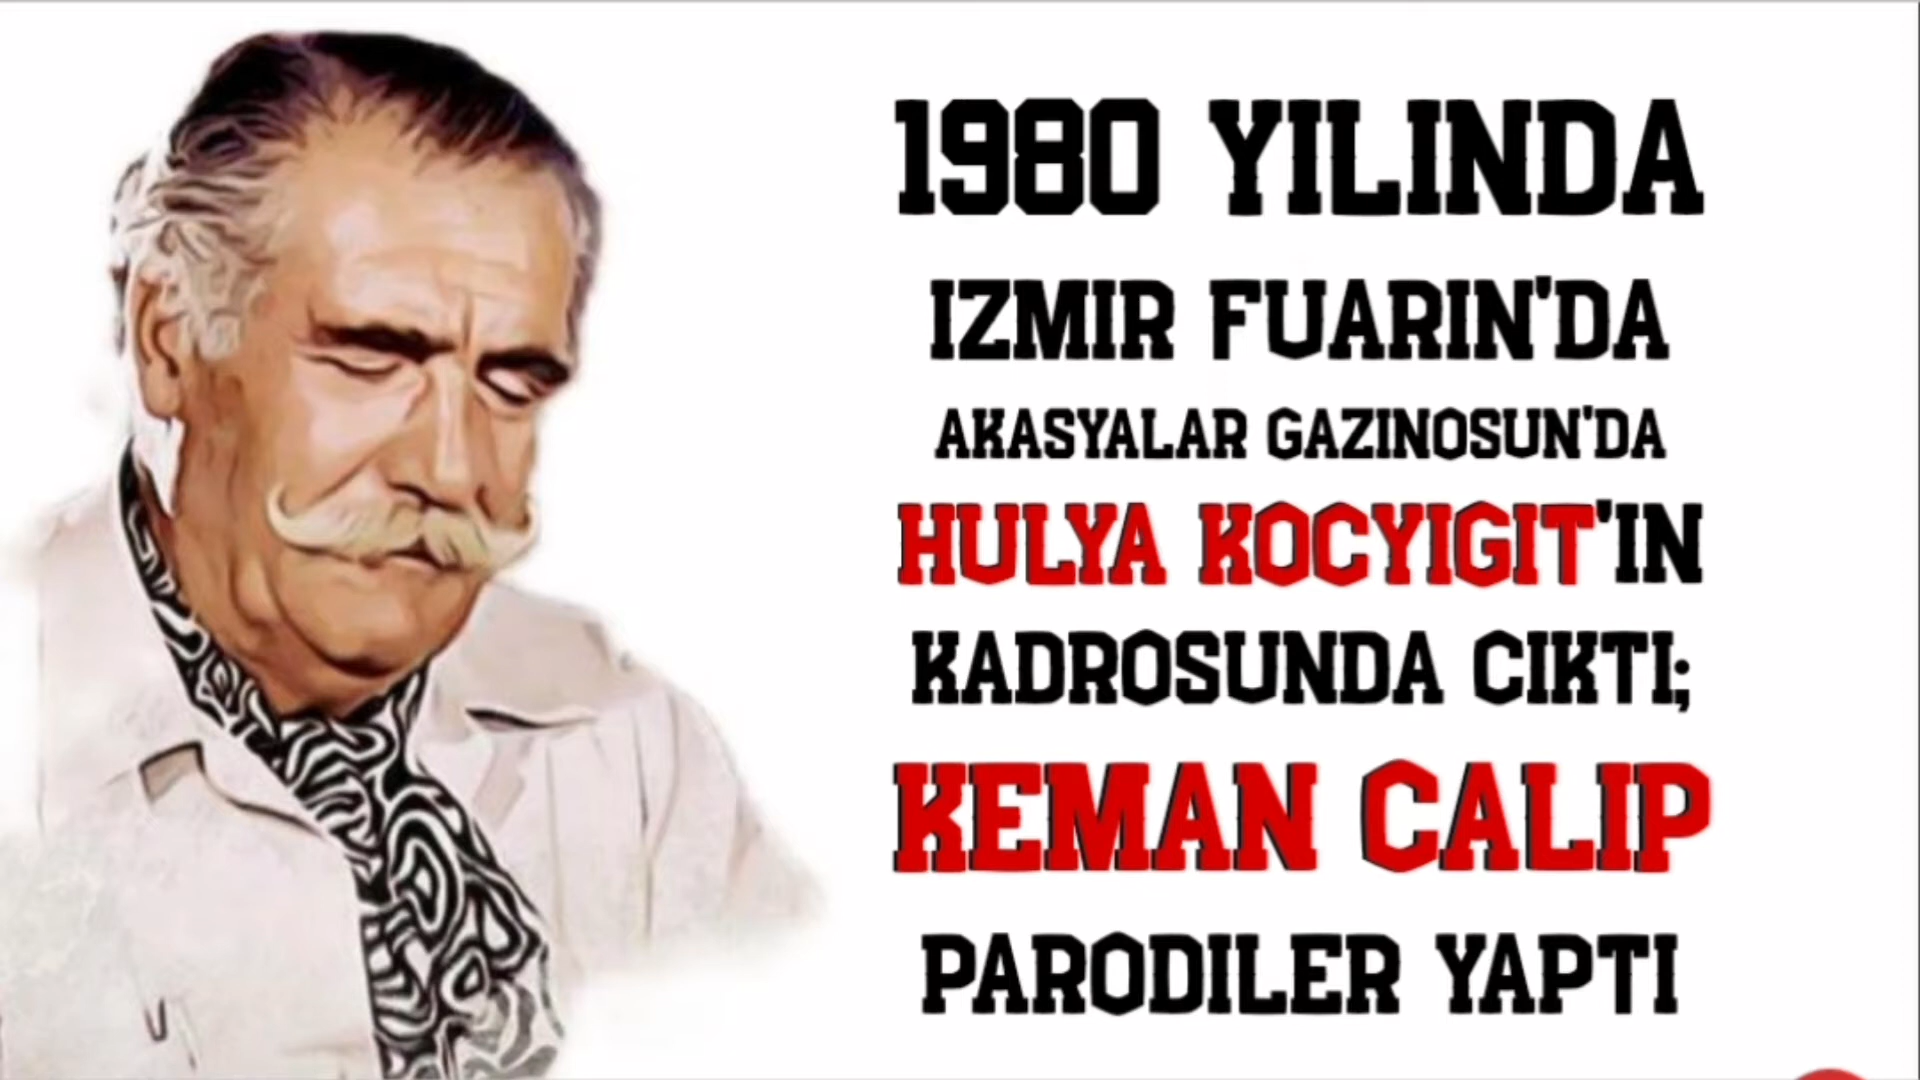 1980 YILINDA
IZMIR FUARIN'DA
AKASYALAR GAZINOSUN'DA
HULYA KOCYIGIT'IN
KADROSUNDA CIKTI;
KEMAN CALIP
PARODILER YAPTI